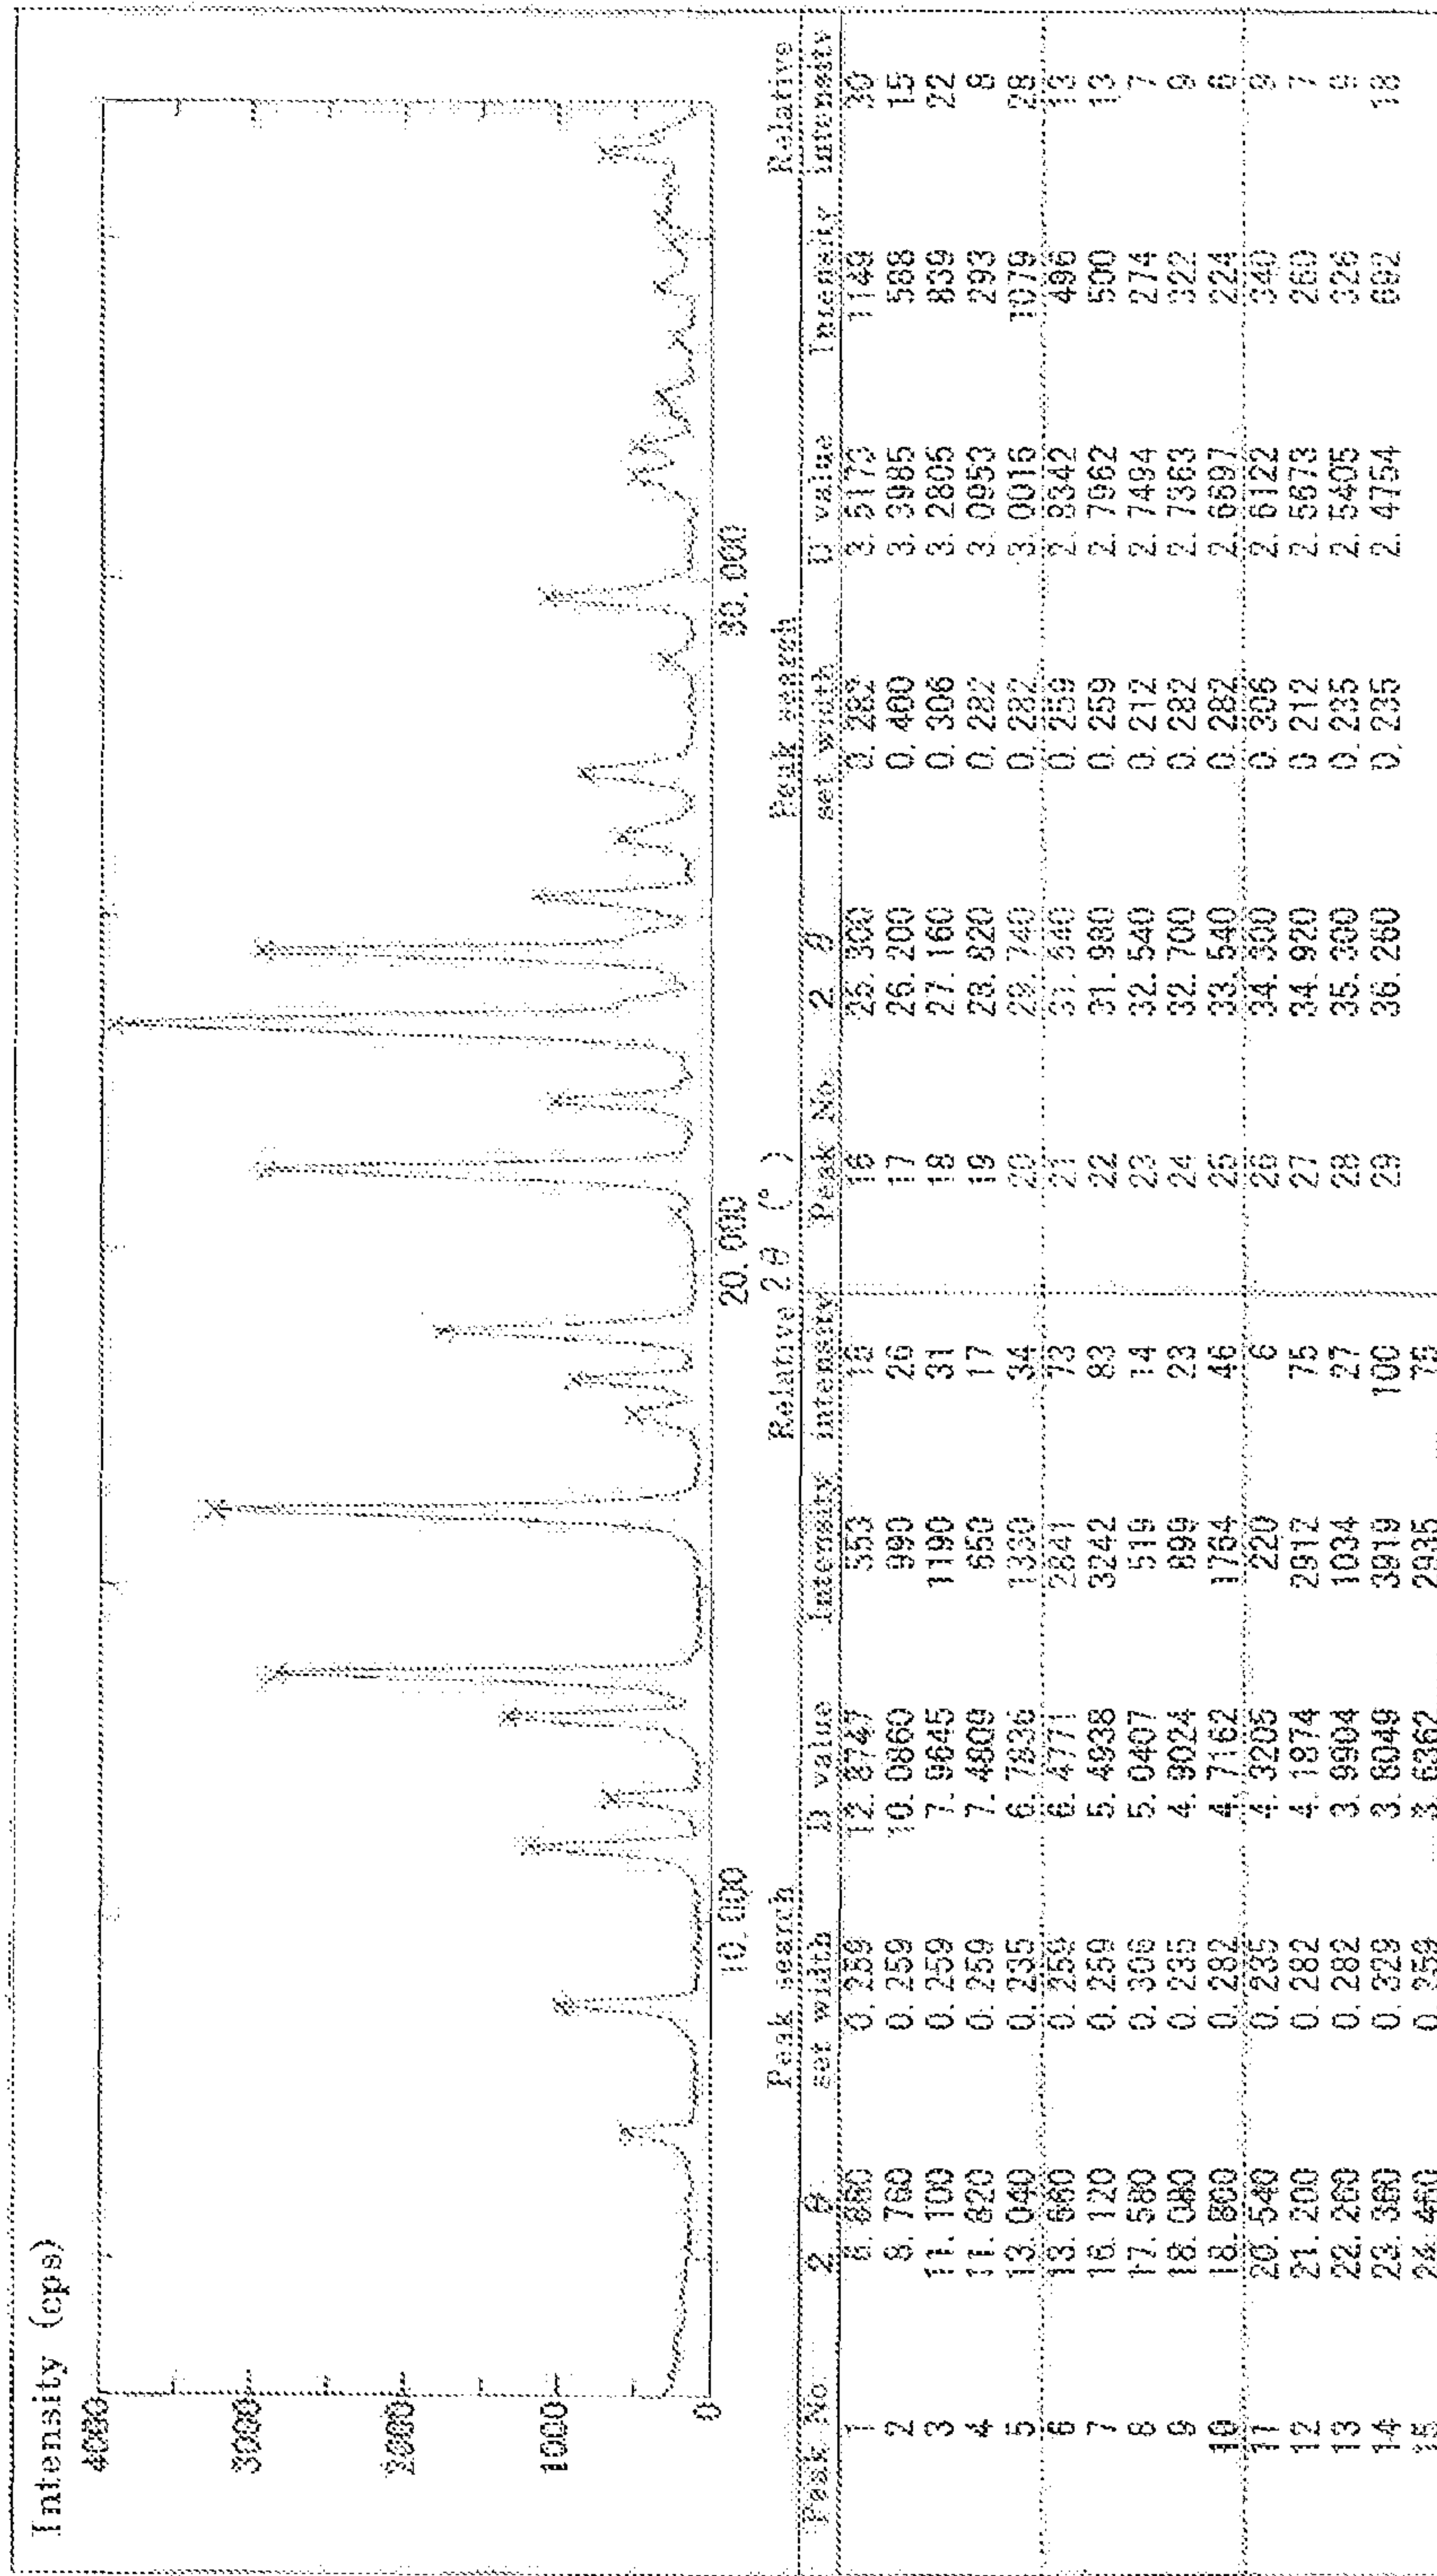 Intensity (cps)
4000
3000
2000
1000
0
10.000 20.000 30.000
2θ (°)
Peak search Relative Peak search Relative
Peak No. 2 θ set width D value Intensity intensity Peak No. 2 θ set width D value Intensity intensity
1 6.860 0.259 12.8747 553 16 25.300 0.282 3.5173 1149 30
2 8.760 0.259 10.0860 990 26 17 26.200 0.400 3.3985 588 15
3 11.100 0.259 7.9645 1190 31 18 27.160 0.306 3.2805 839 22
4 11.820 0.259 7.4809 650 17 19 28.820 0.282 3.0953 293 8
5 13.040 0.235 6.7836 1330 34 20 29.740 0.282 3.0015 1079 28
6 13.660 0.259 6.4771 2841 73 21 31.540 0.259 2.8342 496 13
7 16.120 0.259 5.4938 3242 83 22 31.980 0.259 2.7962 500 13
8 17.580 0.306 5.0407 519 14 23 32.540 0.212 2.7494 274 7
9 18.080 0.235 4.9024 899 23 24 32.700 0.282 2.7363 322 9
10 18.800 0.282 4.7162 1764 46 25 33.540 0.282 2.6697 224 6
11 20.540 0.235 4.3205 220 6 26 34.300 0.306 2.6122 340 9
12 21.200 0.282 4.1874 2912 75 27 34.920 0.212 2.5673 269 7
13 22.260 0.282 3.9904 1034 27 28 35.300 0.235 2.5405 326 9
14 23.360 0.329 3.8049 3919 100 29 36.260 0.235 2.4754 692 18
15 24.460 3.6362 2935 75